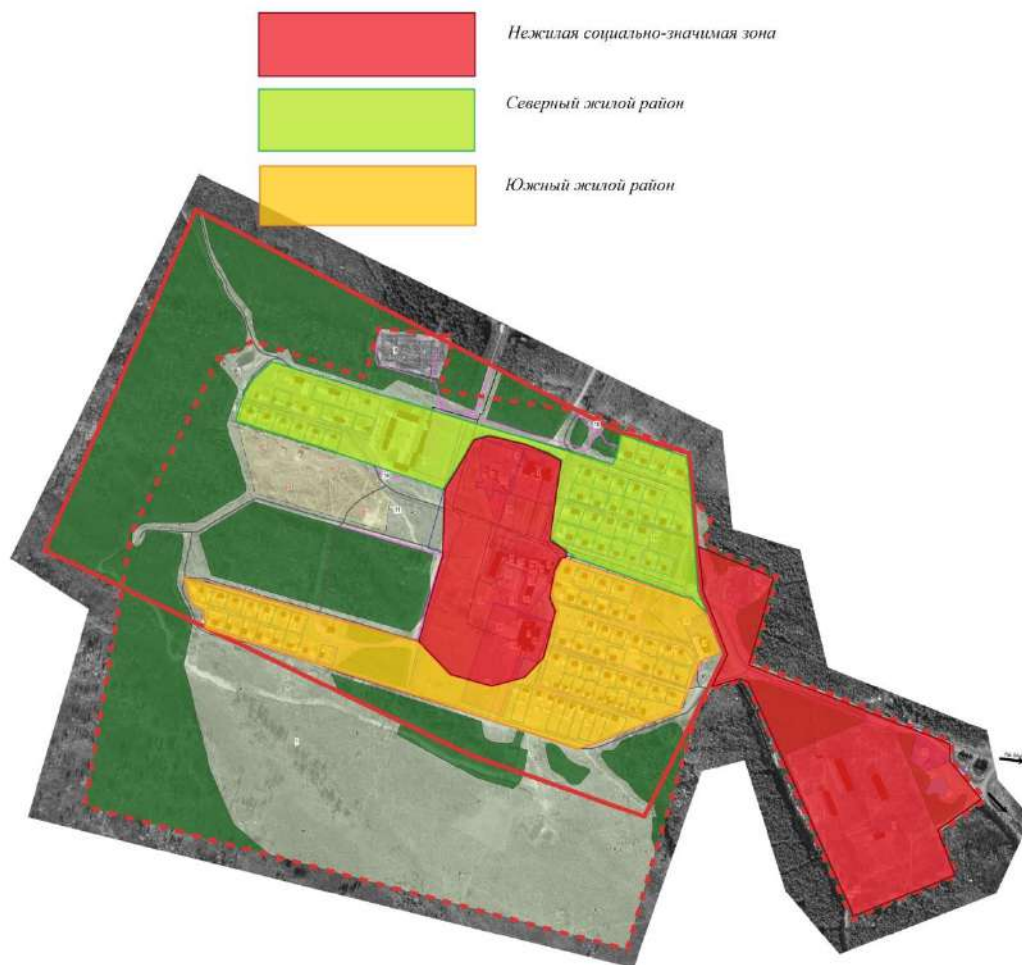 Нежилая социально-значимая зона
Северный жилой район
Южный жилой район